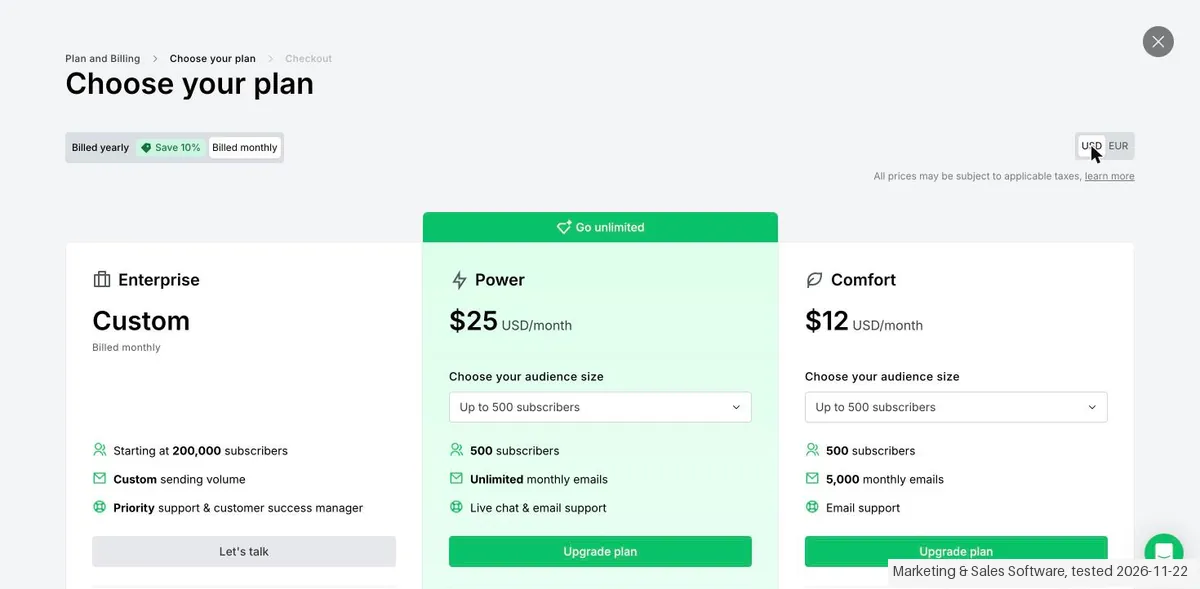 Plan and Billing > Choose your plan > Checkout
Choose your plan
Billed yearly Save 10% Billed monthly
USD EUR
All prices may be subject to applicable taxes, learn more
Go unlimited
Enterprise
Custom
Billed monthly
Starting at 200,000 subscribers
Custom sending volume
Priority support & customer success manager
Let's talk
Power
$25 USD/month
Choose your audience size
Up to 500 subscribers
500 subscribers
Unlimited monthly emails
Live chat & email support
Upgrade plan
Comfort
$12 USD/month
Choose your audience size
Up to 500 subscribers
500 subscribers
5,000 monthly emails
Email support
Upgrade plan
Marketing & Sales Software, tested 2026-11-22